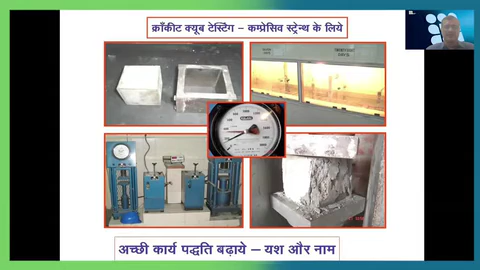 क्रॉंकीट क्यूब टेस्टिंग – कम्प्रेसिव स्ट्रेन्थ के लिये
अच्छी कार्य पद्धति बढ़ाये – यश और नाम